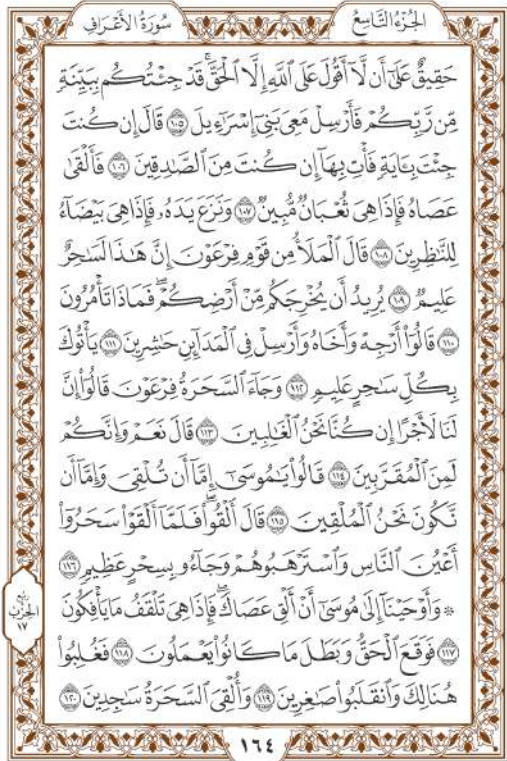 سُورَةُ الأَعْرَافِ
الجُزْءُ التَّاسِعُ
حَقِيقٌ عَلَىٰٓ أَن لَّآ أَقُولَ عَلَى ٱللَّهِ إِلَّا ٱلْحَقَّۚ قَدْ جِئْتُكُم بِبَيِّنَةٖ
مِّن رَّبِّكُمْ فَأَرْسِلْ مَعِىَ بَنِىٓ إِسْرَٰٓءِيلَ ١٠٥ قَالَ إِن كُنتَ
جِئْتَ بِـَٔايَةٖ فَأْتِ بِهَآ إِن كُنتَ مِنَ ٱلصَّٰدِقِينَ ١٠٦ فَأَلْقَىٰ
عَصَاهُ فَإِذَا هِىَ ثُعْبَانٌ مُّبِينٌ ١٠٧ وَنَزَعَ يَدَهُۥ فَإِذَا هِىَ بَيْضَآءُ
لِلنَّٰظِرِينَ ١٠٨ قَالَ ٱلْمَلَأُ مِن قَوْمِ فِرْعَوْنَ إِنَّ هَٰذَا لَسَٰحِرٌ
عَلِيمٌ ١٠٩ يُرِيدُ أَن يُخْرِجَكُم مِّنْ أَرْضِكُمْۖ فَمَاذَا تَأْمُرُونَ
١١٠ قَالُوٓا۟ أَرْجِهْ وَأَخَاهُ وَأَرْسِلْ فِى ٱلْمَدَآئِنِ حَٰشِرِينَ ١١١ يَأْتُوكَ
بِكُلِّ سَٰحِرٍ عَلِيمٖ ١١٢ وَجَآءَ ٱلسَّحَرَةُ فِرْعَوْنَ قَالُوٓا۟ إِنَّ
لَنَا لَأَجْرًا إِن كُنَّا نَحْنُ ٱلْغَٰلِبِينَ ١١٣ قَالَ نَعَمْ وَإِنَّكُمْ
لَمِنَ ٱلْمُقَرَّبِينَ ١١٤ قَالُوا۟ يَٰمُوسَىٰٓ إِمَّآ أَن تُلْقِىَ وَإِمَّآ أَن
نَّكُونَ نَحْنُ ٱلْمُلْقِينَ ١١٥ قَالَ أَلْقُوا۟ۖ فَلَمَّآ أَلْقَوْا۟ سَحَرُوٓا۟
أَعْيُنَ ٱلنَّاسِ وَٱسْتَرْهَبُوهُمْ وَجَآءُو بِسِحْرٍ عَظِيمٖ ١١٦
۞ وَأَوْحَيْنَآ إِلَىٰ مُوسَىٰٓ أَنْ أَلْقِ عَصَاكَۖ فَإِذَا هِىَ تَلْقَفُ مَا يَأْفِكُونَ
١١٧ فَوَقَعَ ٱلْحَقُّ وَبَطَلَ مَا كَانُوا۟ يَعْمَلُونَ ١١٨ فَغُلِبُوا۟
هُنَالِكَ وَٱنقَلَبُوا۟ صَٰغِرِينَ ١١٩ وَأُلْقِىَ ٱلسَّحَرَةُ سَٰجِدِينَ ١٢٠
رُبْع
الحِزْب
١٧
١٦٤